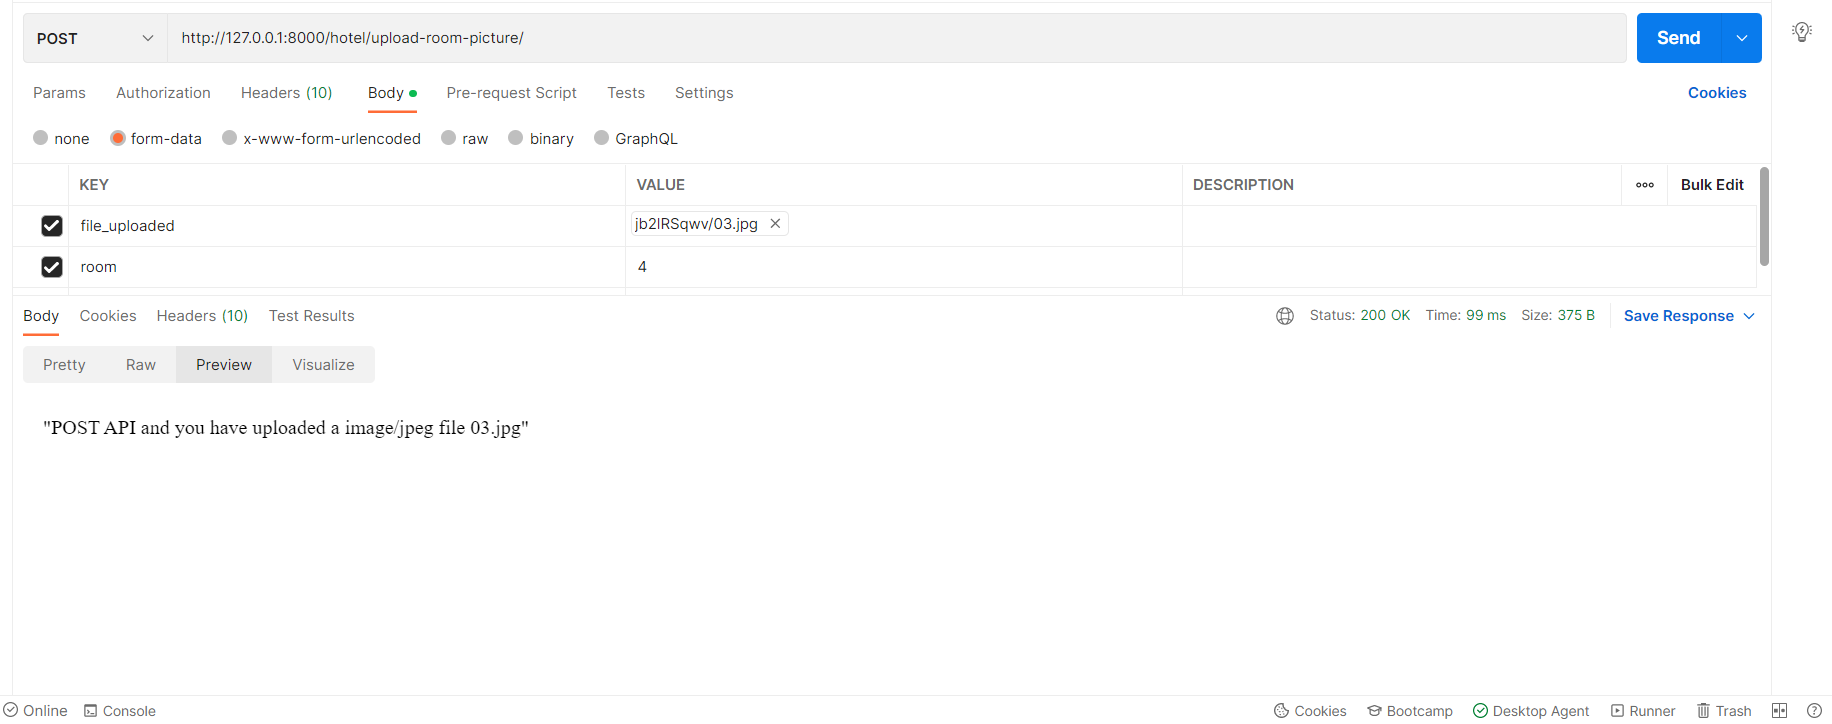 POST http://127.0.0.1:8000/hotel/upload-room-picture/ Send
Params Authorization Headers (10) Body Pre-request Script Tests Settings Cookies
none form-data x-www-form-urlencoded raw binary GraphQL
KEY VALUE DESCRIPTION ooo Bulk Edit
file_uploaded jb2IRSqwv/03.jpg
room 4
Body Cookies Headers (10) Test Results Status: 200 OK Time: 99 ms Size: 375 B Save Response
Pretty Raw Preview Visualize
"POST API and you have uploaded a image/jpeg file 03.jpg"
Online Console Cookies Bootcamp Desktop Agent Runner Trash